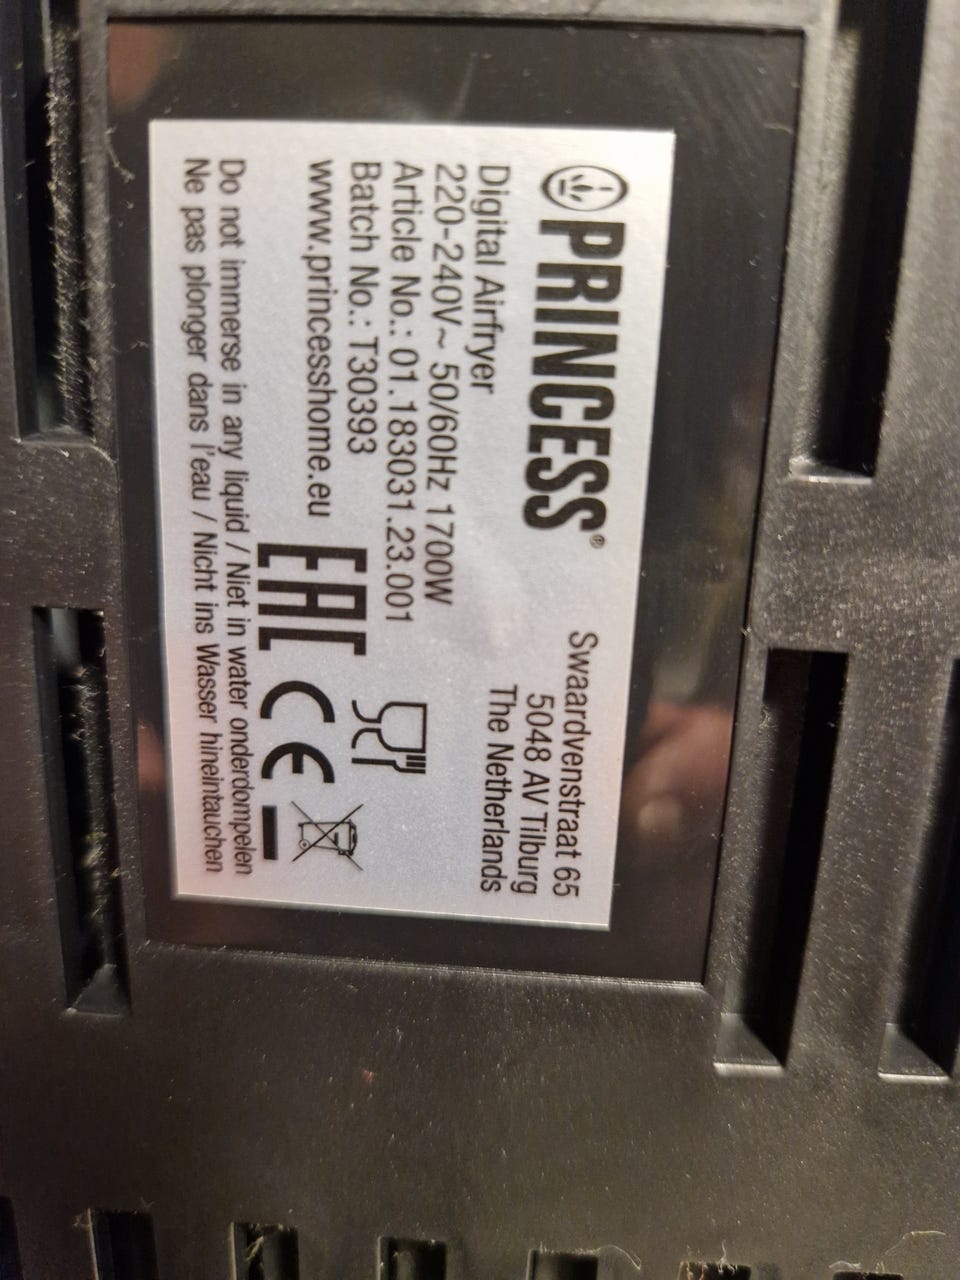 PRINCESS®
Swaardvenstraat 65
5048 AV Tilburg
The Netherlands
Digital Airfryer
220-240V~ 50/60Hz 1700W
Article No.: 01.183031.23.001
Batch No.: T30393
www.princesshome.eu
EAC CE
Do not immerse in any liquid / Niet in water onderdompelen
Ne pas plonger dans l'eau / Nicht ins Wasser hineintauchen